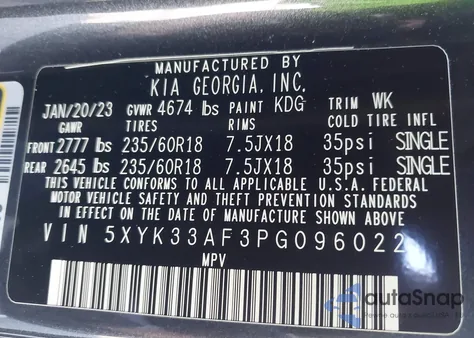 MANUFACTURED BY
KIA GEORGIA, INC.
JAN/20/23 GVWR 4674 lbs PAINT KDG TRIM WK
GAWR TIRES RIMS COLD TIRE INFL
FRONT 2777 lbs 235/60R18 7.5JX18 35psi SINGLE
REAR 2645 lbs 235/60R18 7.5JX18 35psi SINGLE
THIS VEHICLE CONFORMS TO ALL APPLICABLE U.S.A. FEDERAL
MOTOR VEHICLE SAFETY AND THEFT PREVENTION STANDARDS
IN EFFECT ON THE DATE OF MANUFACTURE SHOWN ABOVE.
VIN 5XYK33AF3PG096022
MPV
autoSnap